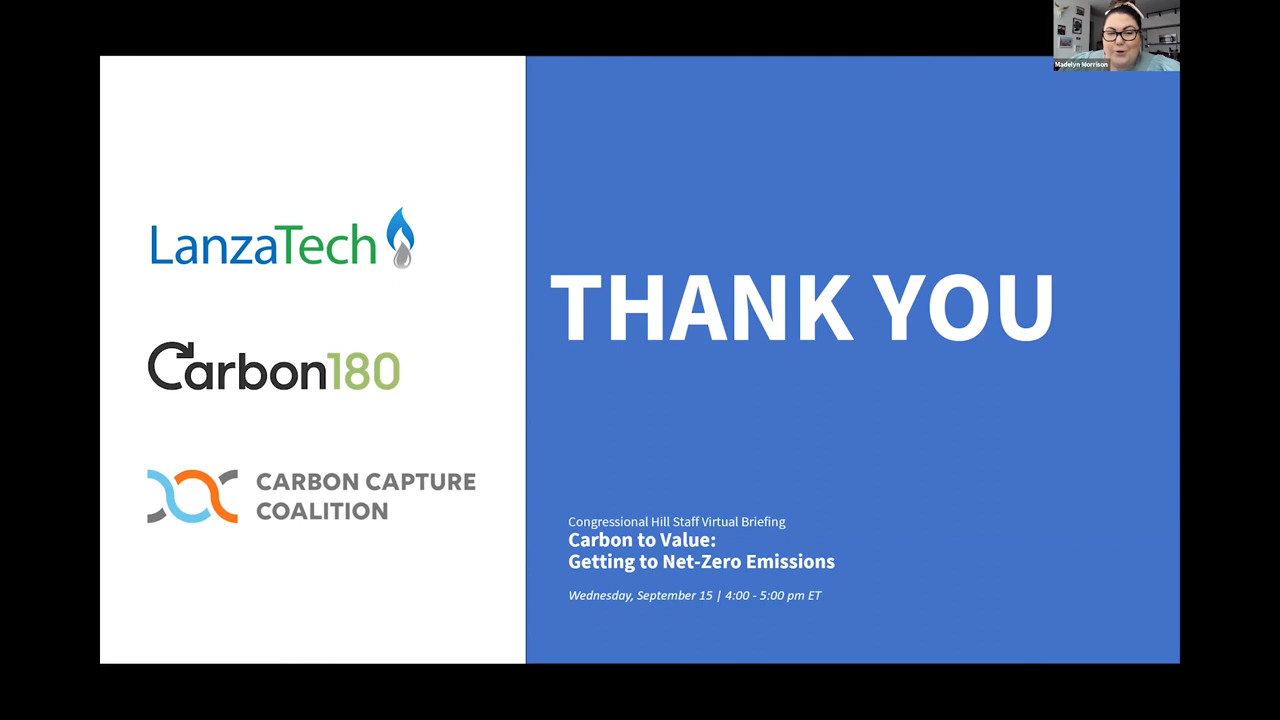 Madelyn Morrison
LanzaTech
Carbon180
CARBON CAPTURE
COALITION
THANK YOU
Congressional Hill Staff Virtual Briefing
Carbon to Value:
Getting to Net-Zero Emissions
Wednesday, September 15 | 4:00 - 5:00 pm ET